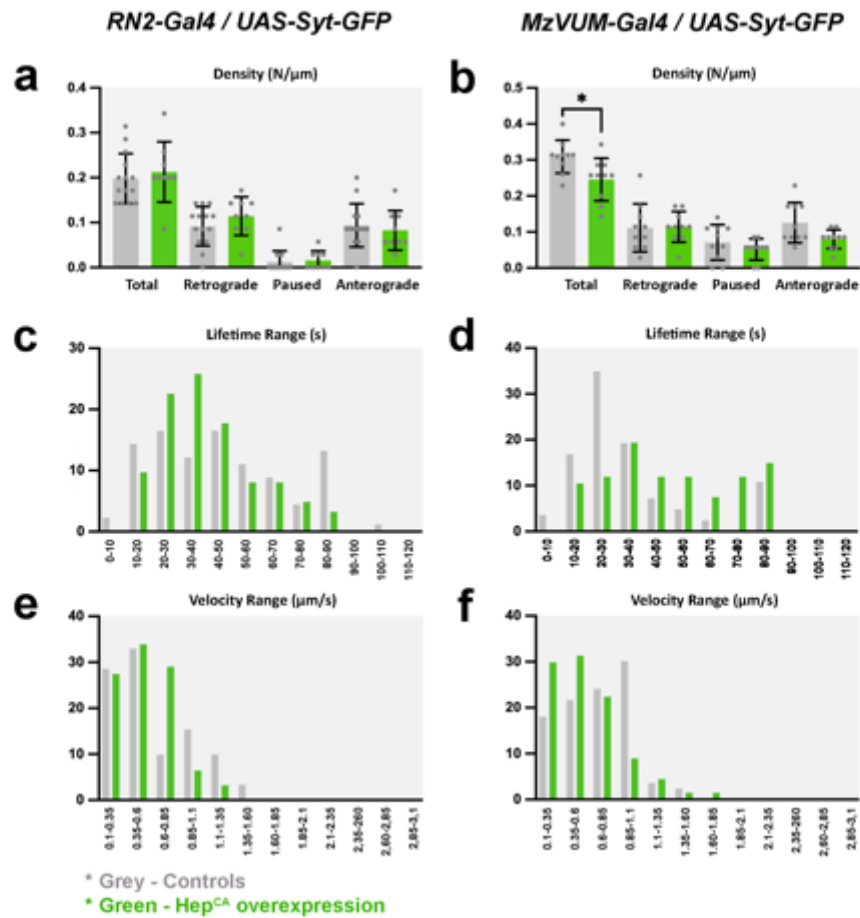 RN2-Gal4 / UAS-Syt-GFP
MzVUM-Gal4 / UAS-Syt-GFP
a
Density (N/µm)
0.4
0.3
0.2
0.1
0.0
Total Retrograde Paused Anterograde
b
Density (N/µm)
*
0.5
0.4
0.3
0.2
0.1
0.0
Total Retrograde Paused Anterograde
c
Lifetime Range (s)
30
20
10
0
0-10 10-20 20-30 30-40 40-50 50-60 60-70 70-80 80-90 90-100 100-110 110-120
d
Lifetime Range (s)
40
30
20
10
0
0-10 10-20 20-30 30-40 40-50 50-60 60-70 70-80 80-90 90-100 100-110 110-120
e
Velocity Range (µm/s)
40
30
20
10
0
0.1-0.35 0.35-0.6 0.6-0.85 0.85-1.1 1.1-1.35 1.35-1.60 1.60-1.85 1.85-2.1 2.1-2.35 2,35-260 2,60-2,85 2,85-3,1
f
Velocity Range (µm/s)
40
30
20
10
0
0.1-0.35 0.35-0.6 0.6-0.85 0.85-1.1 1.1-1.35 1.35-1.60 1.60-1.85 1.85-2.1 2.1-2.35 2,35-260 2,60-2,85 2,85-3,1
* Grey - Controls
* Green - Hep^CA overexpression